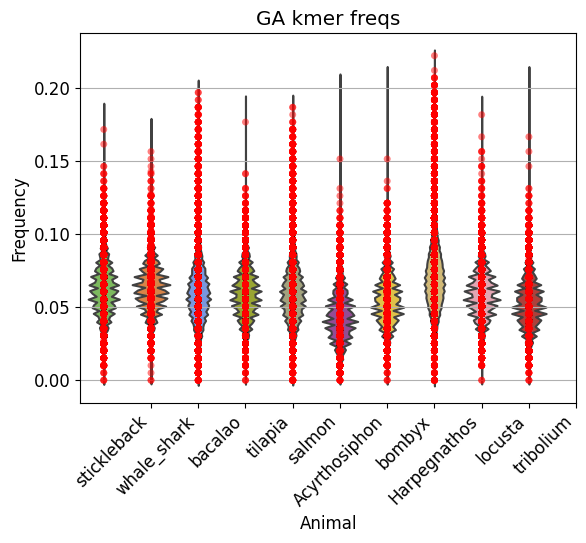 GA kmer freqs
Frequency
0.20
0.15
0.10
0.05
0.00
stickleback
whale_shark
bacalao
tilapia
salmon
Acyrthosiphon
bombyx
Harpegnathos
locusta
tribolium
Animal